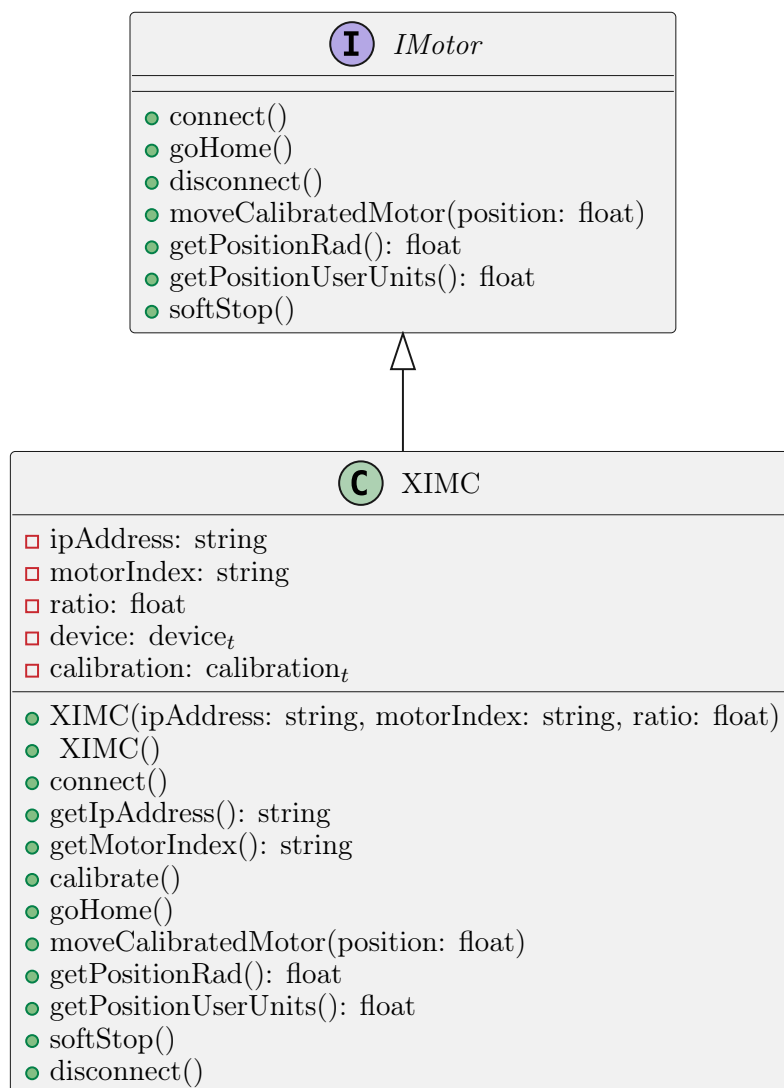 I IMotor
connect()
goHome()
disconnect()
moveCalibratedMotor(position: float)
getPositionRad(): float
getPositionUserUnits(): float
softStop()
C XIMC
ipAddress: string
motorIndex: string
ratio: float
device: deviceₜ
calibration: calibrationₜ
XIMC(ipAddress: string, motorIndex: string, ratio: float)
XIMC()
connect()
getIpAddress(): string
getMotorIndex(): string
calibrate()
goHome()
moveCalibratedMotor(position: float)
getPositionRad(): float
getPositionUserUnits(): float
softStop()
disconnect()